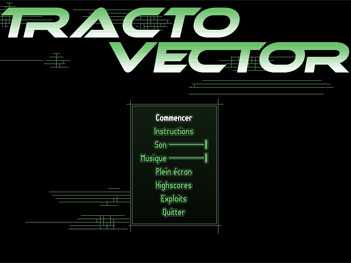 TRACTO
VECTOR
Commencer
Instructions
Son
Musique
Plein écran
Highscores
Exploits
Quitter